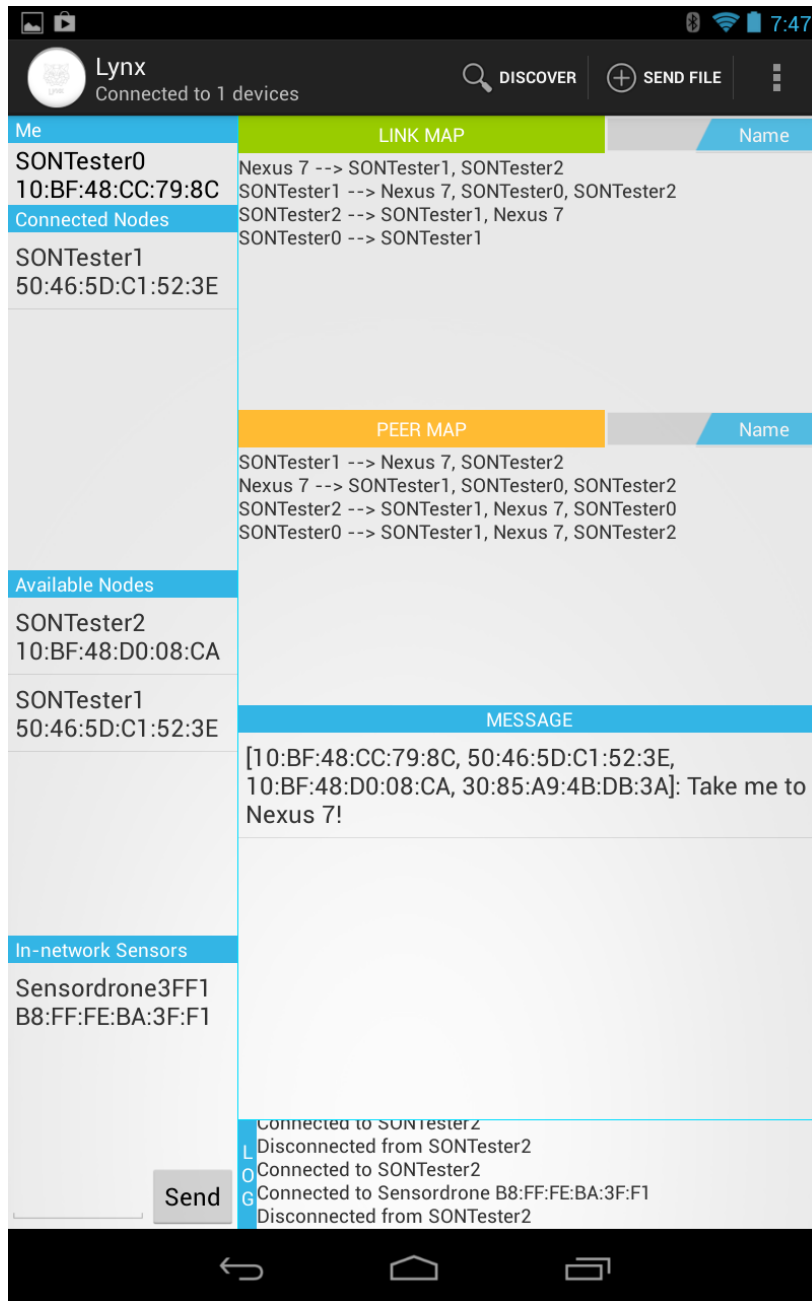 7:47
Lynx
Connected to 1 devices
DISCOVER
SEND FILE
Me
SONTester0
10:BF:48:CC:79:8C
Connected Nodes
SONTester1
50:46:5D:C1:52:3E
Available Nodes
SONTester2
10:BF:48:D0:08:CA
SONTester1
50:46:5D:C1:52:3E
In-network Sensors
Sensordrone3FF1
B8:FF:FE:BA:3F:F1
Send
LINK MAP
Name
Nexus 7 --> SONTester1, SONTester2
SONTester1 --> Nexus 7, SONTester0, SONTester2
SONTester2 --> SONTester1, Nexus 7
SONTester0 --> SONTester1
PEER MAP
Name
SONTester1 --> Nexus 7, SONTester2
Nexus 7 --> SONTester1, SONTester0, SONTester2
SONTester2 --> SONTester1, Nexus 7, SONTester0
SONTester0 --> SONTester1, Nexus 7, SONTester2
MESSAGE
[10:BF:48:CC:79:8C, 50:46:5D:C1:52:3E,
10:BF:48:D0:08:CA, 30:85:A9:4B:DB:3A]: Take me to
Nexus 7!
LOG
Connected to SONTester2
Disconnected from SONTester2
Connected to SONTester2
Connected to Sensordrone B8:FF:FE:BA:3F:F1
Disconnected from SONTester2